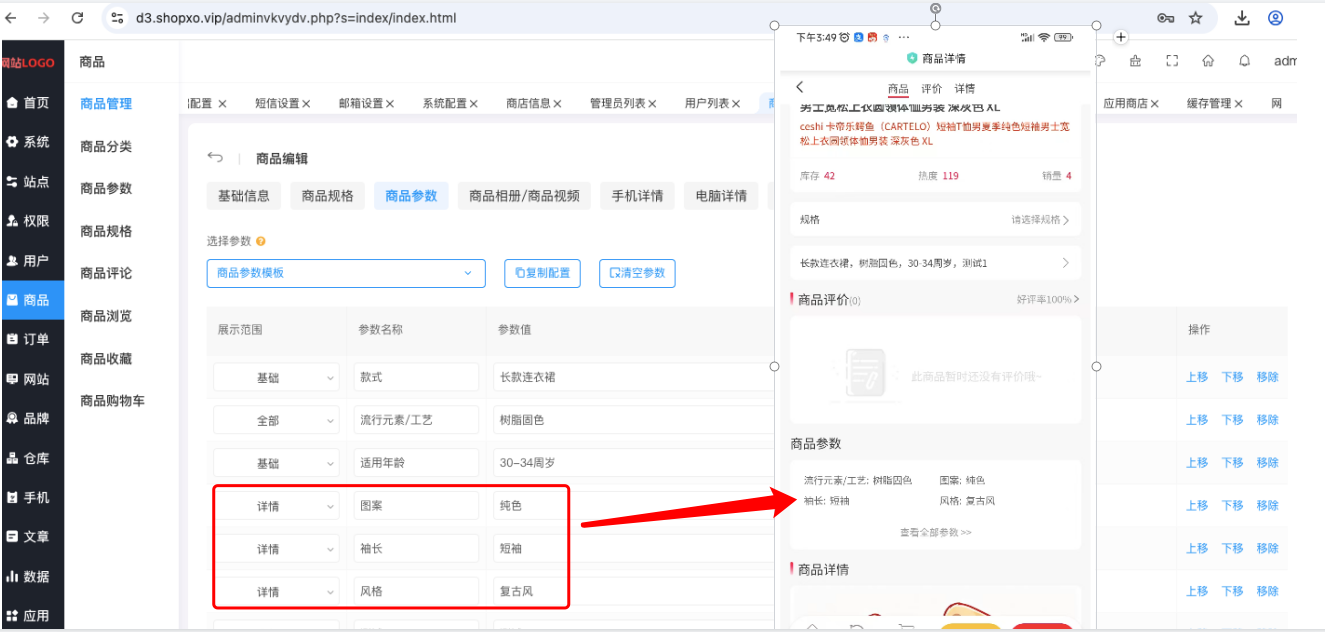 d3.shopxo.vip/adminvkvydv.php?s=index/index.html
网站LOGO
首页
系统
站点
权限
用户
商品
订单
网站
品牌
仓库
手机
文章
数据
应用
商品
商品管理
商品分类
商品参数
商品规格
商品评论
商品浏览
商品收藏
商品购物车
配置 ×
短信设置 ×
邮箱设置 ×
系统配置 ×
商店信息 ×
管理员列表 ×
用户列表 ×
应用商店 ×
缓存管理 ×
网
adm
商品编辑
基础信息
商品规格
商品参数
商品相册/商品视频
手机详情
电脑详情
选择参数
商品参数模板
复制配置
清空参数
展示范围 参数名称 参数值 操作
基础 款式 长款连衣裙 上移 下移 移除
全部 流行元素/工艺 树脂固色 上移 下移 移除
基础 适用年龄 30-34周岁 上移 下移 移除
详情 图案 纯色 上移 下移 移除
详情 袖长 短袖 上移 下移 移除
详情 风格 复古风 上移 下移 移除
下午3:49
99
商品详情
商品 评价 详情
男士宽松上衣圆领体恤男装 深灰色 XL
ceshi 卡帝乐鳄鱼（CARTELO）短袖T恤男夏季纯色短袖男士宽
松上衣圆领体恤男装 深灰色 XL
库存 42 热度 119 销量 4
规格 请选择规格
长款连衣裙，树脂固色，30-34周岁，测试1
商品评价(0) 好评率100%
此商品暂时还没有评价哦~
商品参数
流行元素/工艺: 树脂固色 图案: 纯色
袖长: 短袖 风格: 复古风
查看全部参数 >>
商品详情